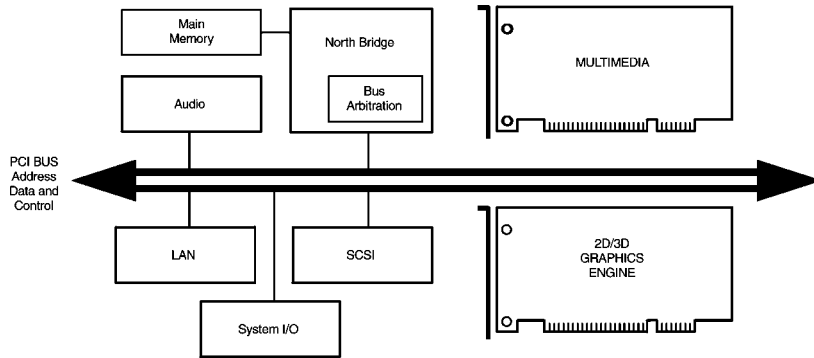 Main
Memory
North Bridge
Bus
Arbitration
Audio
MULTIMEDIA
PCI BUS
Address
Data and
Control
LAN
SCSI
System I/O
2D/3D
GRAPHICS
ENGINE